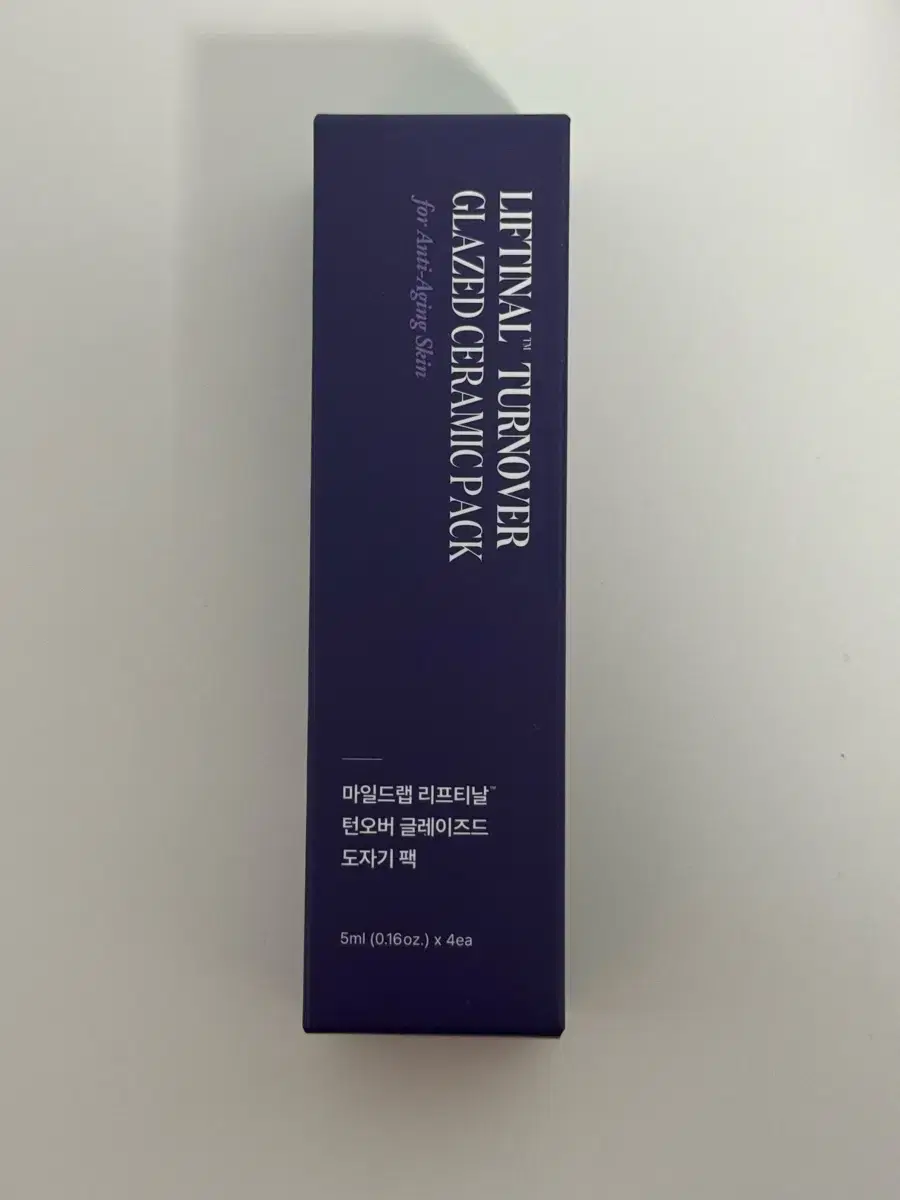 LIFTINAL™ TURNOVER
GLAZED CERAMIC PACK
for Anti-Aging Skin
마일드랩 리프티날™
턴오버 글레이즈드
도자기 팩
5ml (0.16oz.) x 4ea